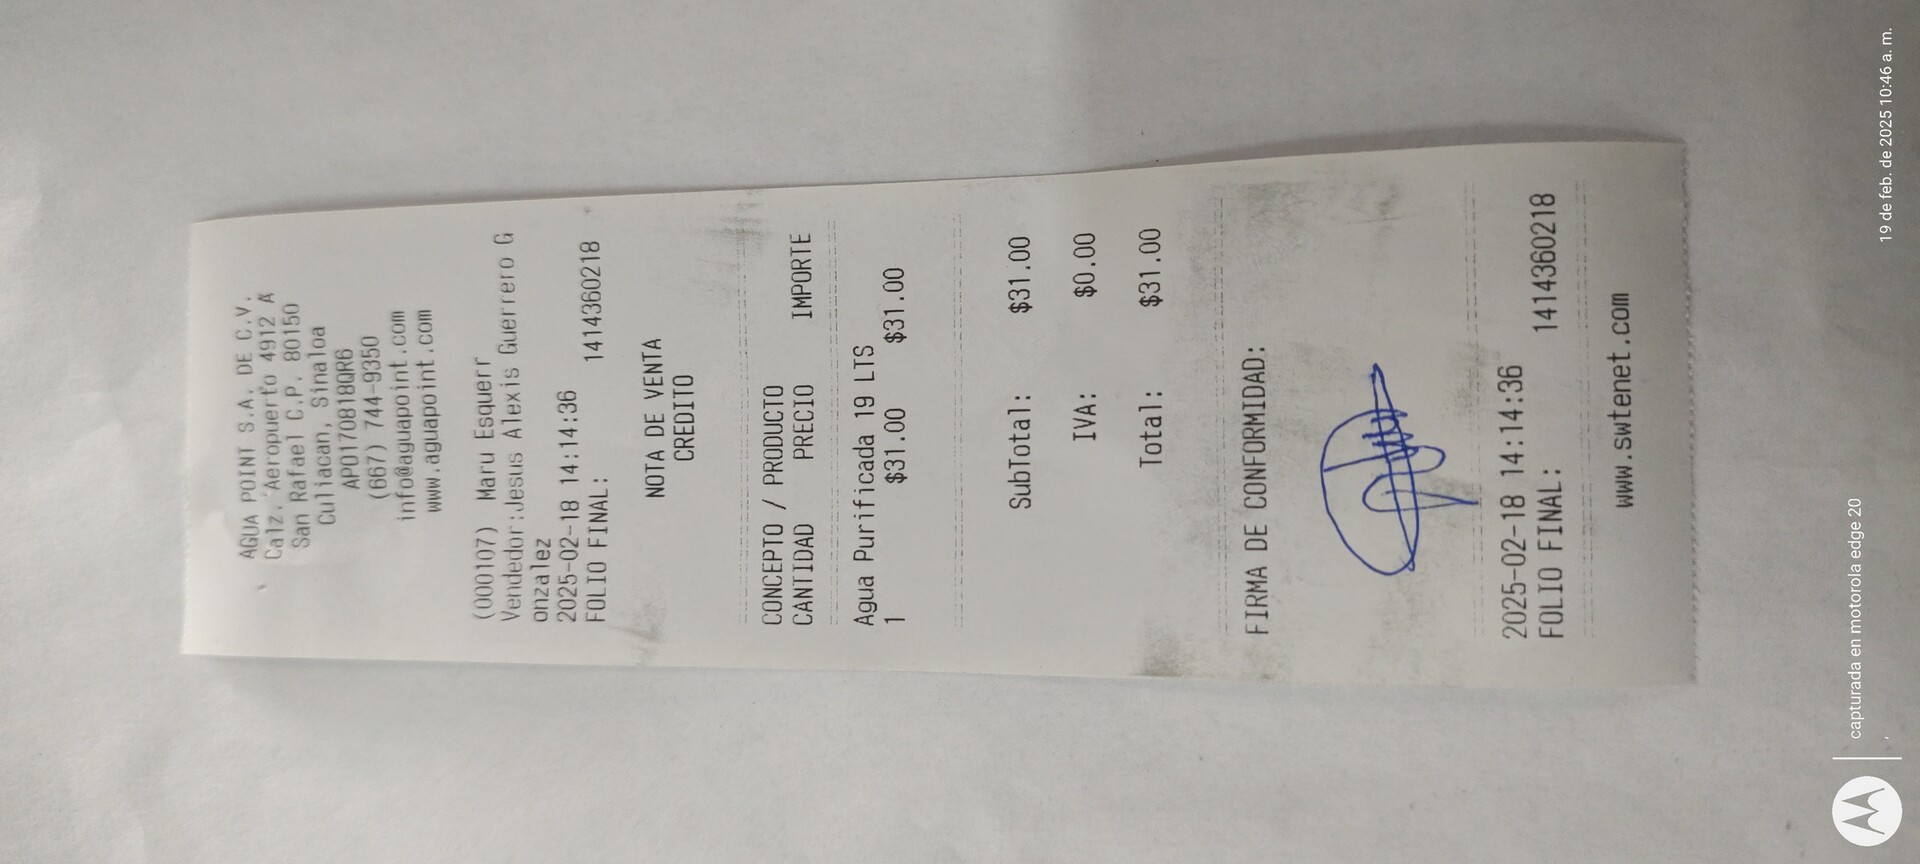 AGUA POINT S.A. DE C.V.
Calz. Aeropuerto 4912 A
San Rafael C.P. 80150
Culiacan, Sinaloa
APO170818QR6
(667) 744-9350
info@aguapoint.com
www.aguapoint.com
(000107) Maru Esquerr
Vendedor:Jesus Alexis Guerrero G
onzalez
2025-02-18 14:14:36
FOLIO FINAL: 1414360218
NOTA DE VENTA
CREDITO
CONCEPTO / PRODUCTO
CANTIDAD PRECIO IMPORTE
Agua Purificada 19 LTS
1 $31.00 $31.00
SubTotal: $31.00
IVA: $0.00
Total: $31.00
FIRMA DE CONFORMIDAD:
2025-02-18 14:14:36
FOLIO FINAL: 1414360218
www.swtenet.com
capturada en motorola edge 20
19 de feb. de 2025 10:46 a. m.